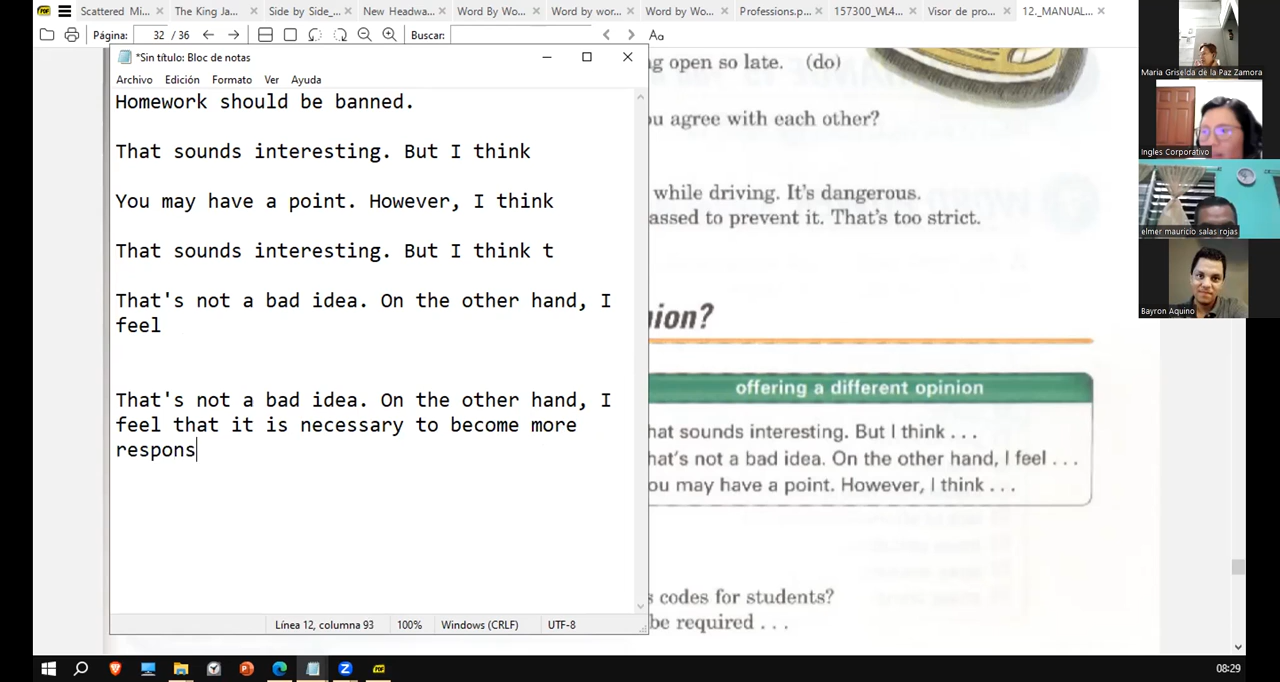 Scattered Mi...
The King Ja...
Side by Side_...
New Headwa...
Word By Wo...
Word by wor...
Word by Wo...
Professions.p...
157300_WL4...
Visor de pro...
12._MANUAL...
Página: 32 / 36 Buscar:
*Sin título: Bloc de notas
Archivo Edición Formato Ver Ayuda
Homework should be banned.
That sounds interesting. But I think
You may have a point. However, I think
That sounds interesting. But I think t
That's not a bad idea. On the other hand, I
feel
That's not a bad idea. On the other hand, I
feel that it is necessary to become more
respons
Línea 12, columna 93 100% Windows (CRLF) UTF-8
g open so late. (do)
u agree with each other?
while driving. It's dangerous.
assed to prevent it. That's too strict.
nion?
offering a different opinion
hat sounds interesting. But I think . . .
hat's not a bad idea. On the other hand, I feel . . .
ou may have a point. However, I think . . .
s codes for students?
be required . . .
Maria Griselda de la Paz Zamora
Ingles Corporativo
elmer mauricio salas rojas
Bayron Aquino
08:29